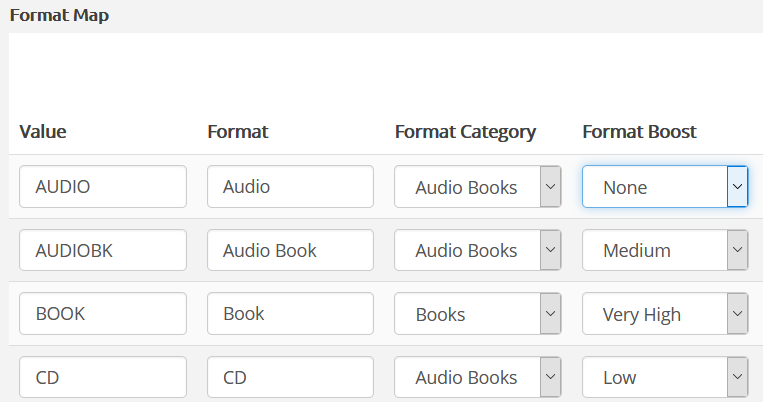 Format Map
Value Format Format Category Format Boost
AUDIO Audio Audio Books None
AUDIOBK Audio Book Audio Books Medium
BOOK Book Books Very High
CD CD Audio Books Low